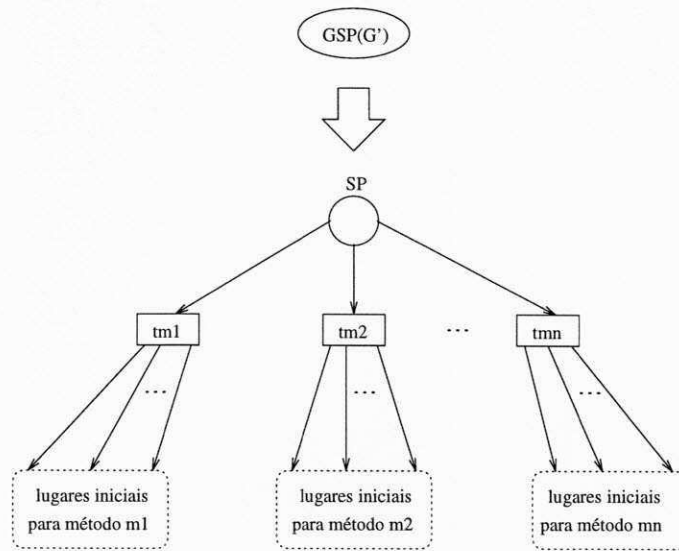 GSP(G')
SP
tm1
tm2
...
tmn
...
...
...
lugares iniciais
para método m1
lugares iniciais
para método m2
lugares iniciais
para método mn